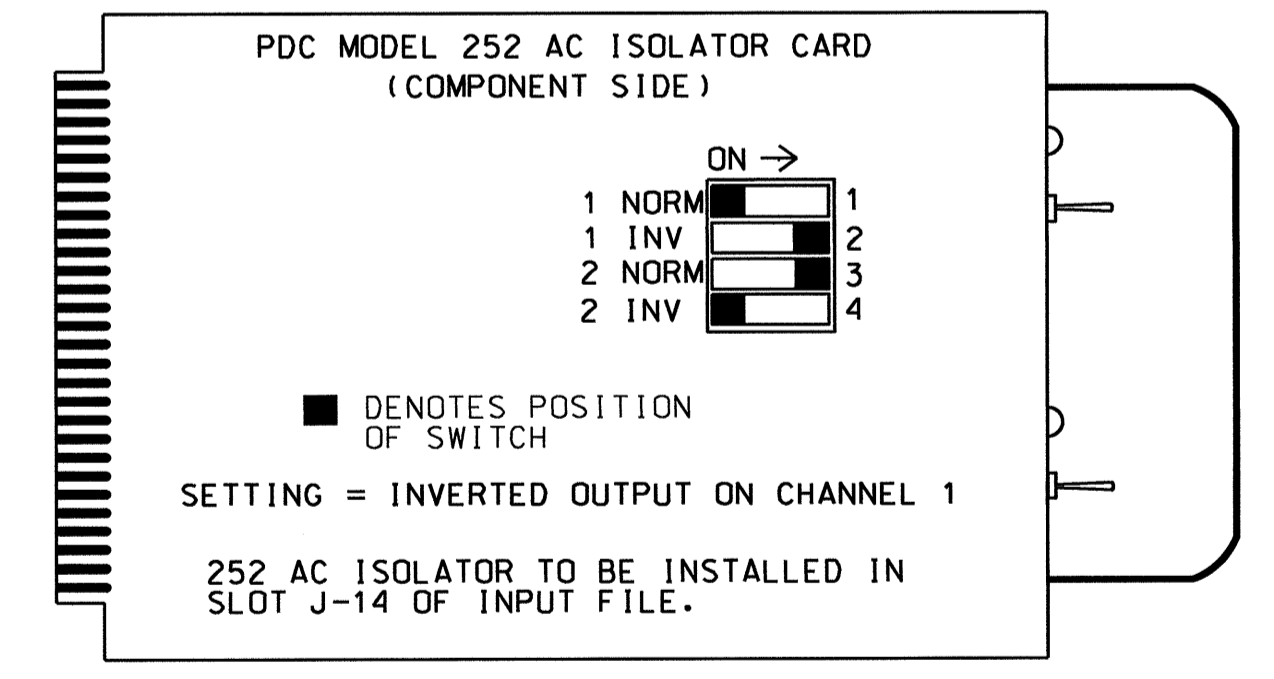 PDC MODEL 252 AC ISOLATOR CARD
(COMPONENT SIDE)
ON →
1 NORM 1
1 INV 2
2 NORM 3
2 INV 4
DENOTES POSITION
OF SWITCH
SETTING = INVERTED OUTPUT ON CHANNEL 1
252 AC ISOLATOR TO BE INSTALLED IN
SLOT J-14 OF INPUT FILE.